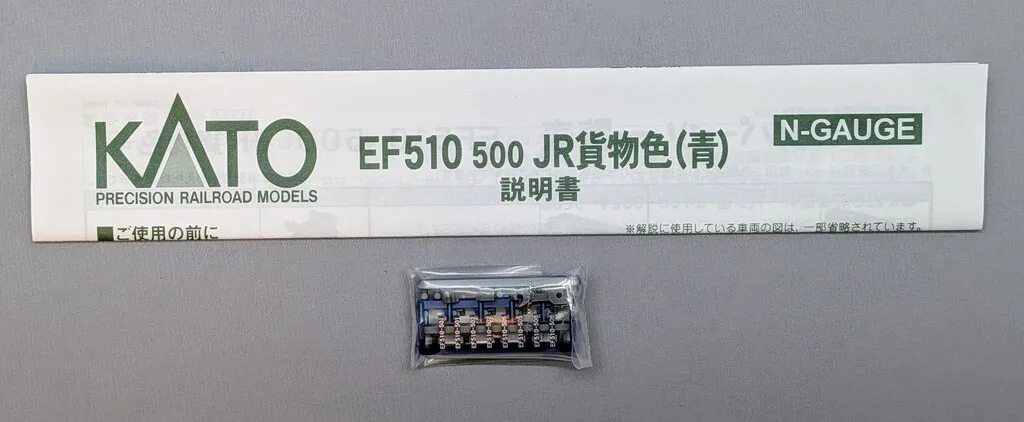 KATO
PRECISION RAILROAD MODELS
EF510 500 JR貨物色(青)
説明書
N-GAUGE
■ご使用の前に
※解説に使用している車両の図は、一部省略されています。